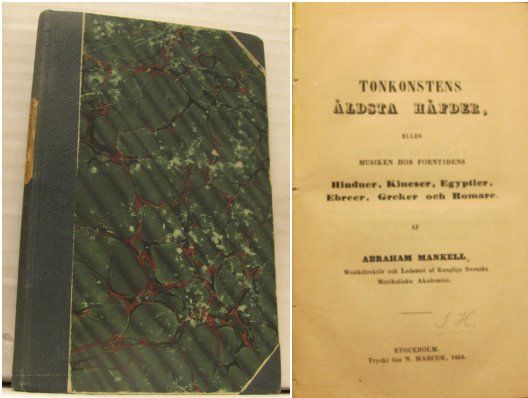 TONKONSTENS
ÄLDSTA HÄFDER,
ELLER
MUSIKEN HOS FORNTIDENS
Hinduer, Kineser, Egyptier,
Ebreer, Greker och Romare.
AF
ABRAHAM MANKELL,
Musikdirektör och Ledamot af Kongliga Svenska
Musikaliska Akademien.
J. H.
STOCKHOLM.
Tryckt hos N. MARCUS, 1854.